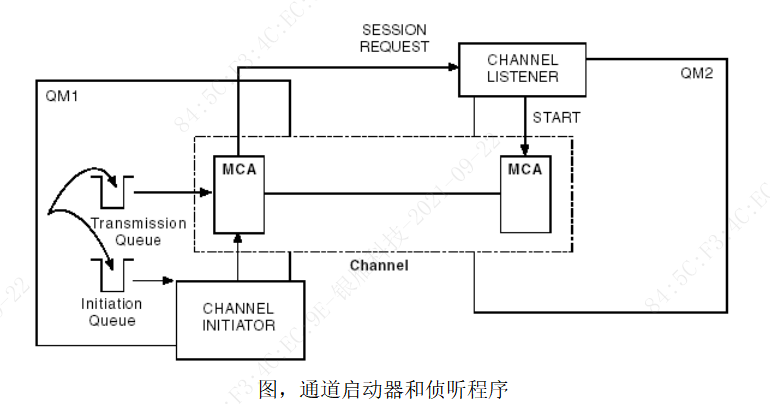 SESSION
REQUEST
CHANNEL
LISTENER
QM1
QM2
START
MCA
MCA
Transmission
Queue
Channel
Initiation
Queue
CHANNEL
INITIATOR
图，通道启动器和侦听程序